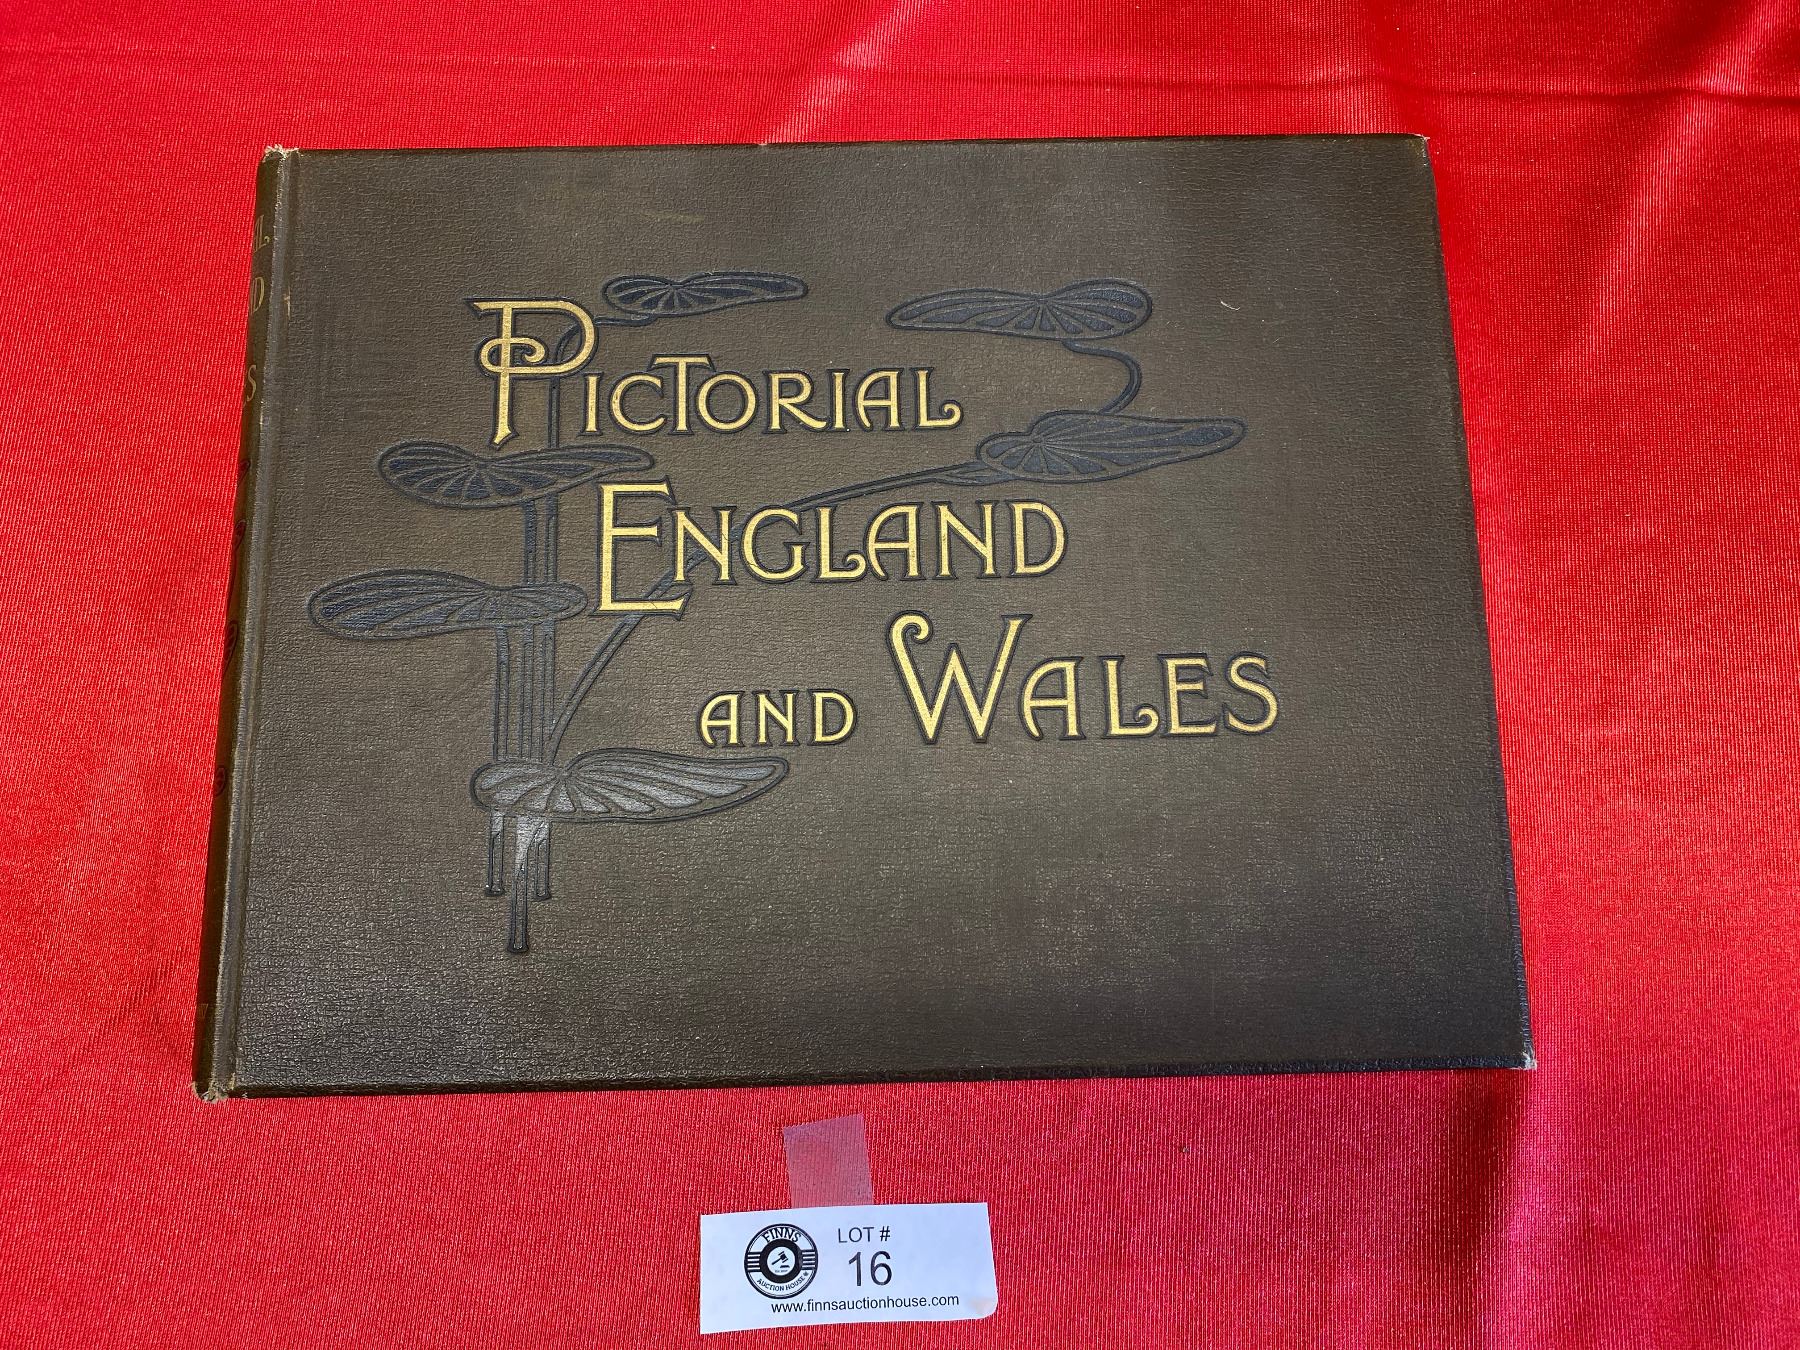 Pictorial
England
and Wales
FINNS
AUCTION HOUSE
LOT #
16
www.finnsauctionhouse.com